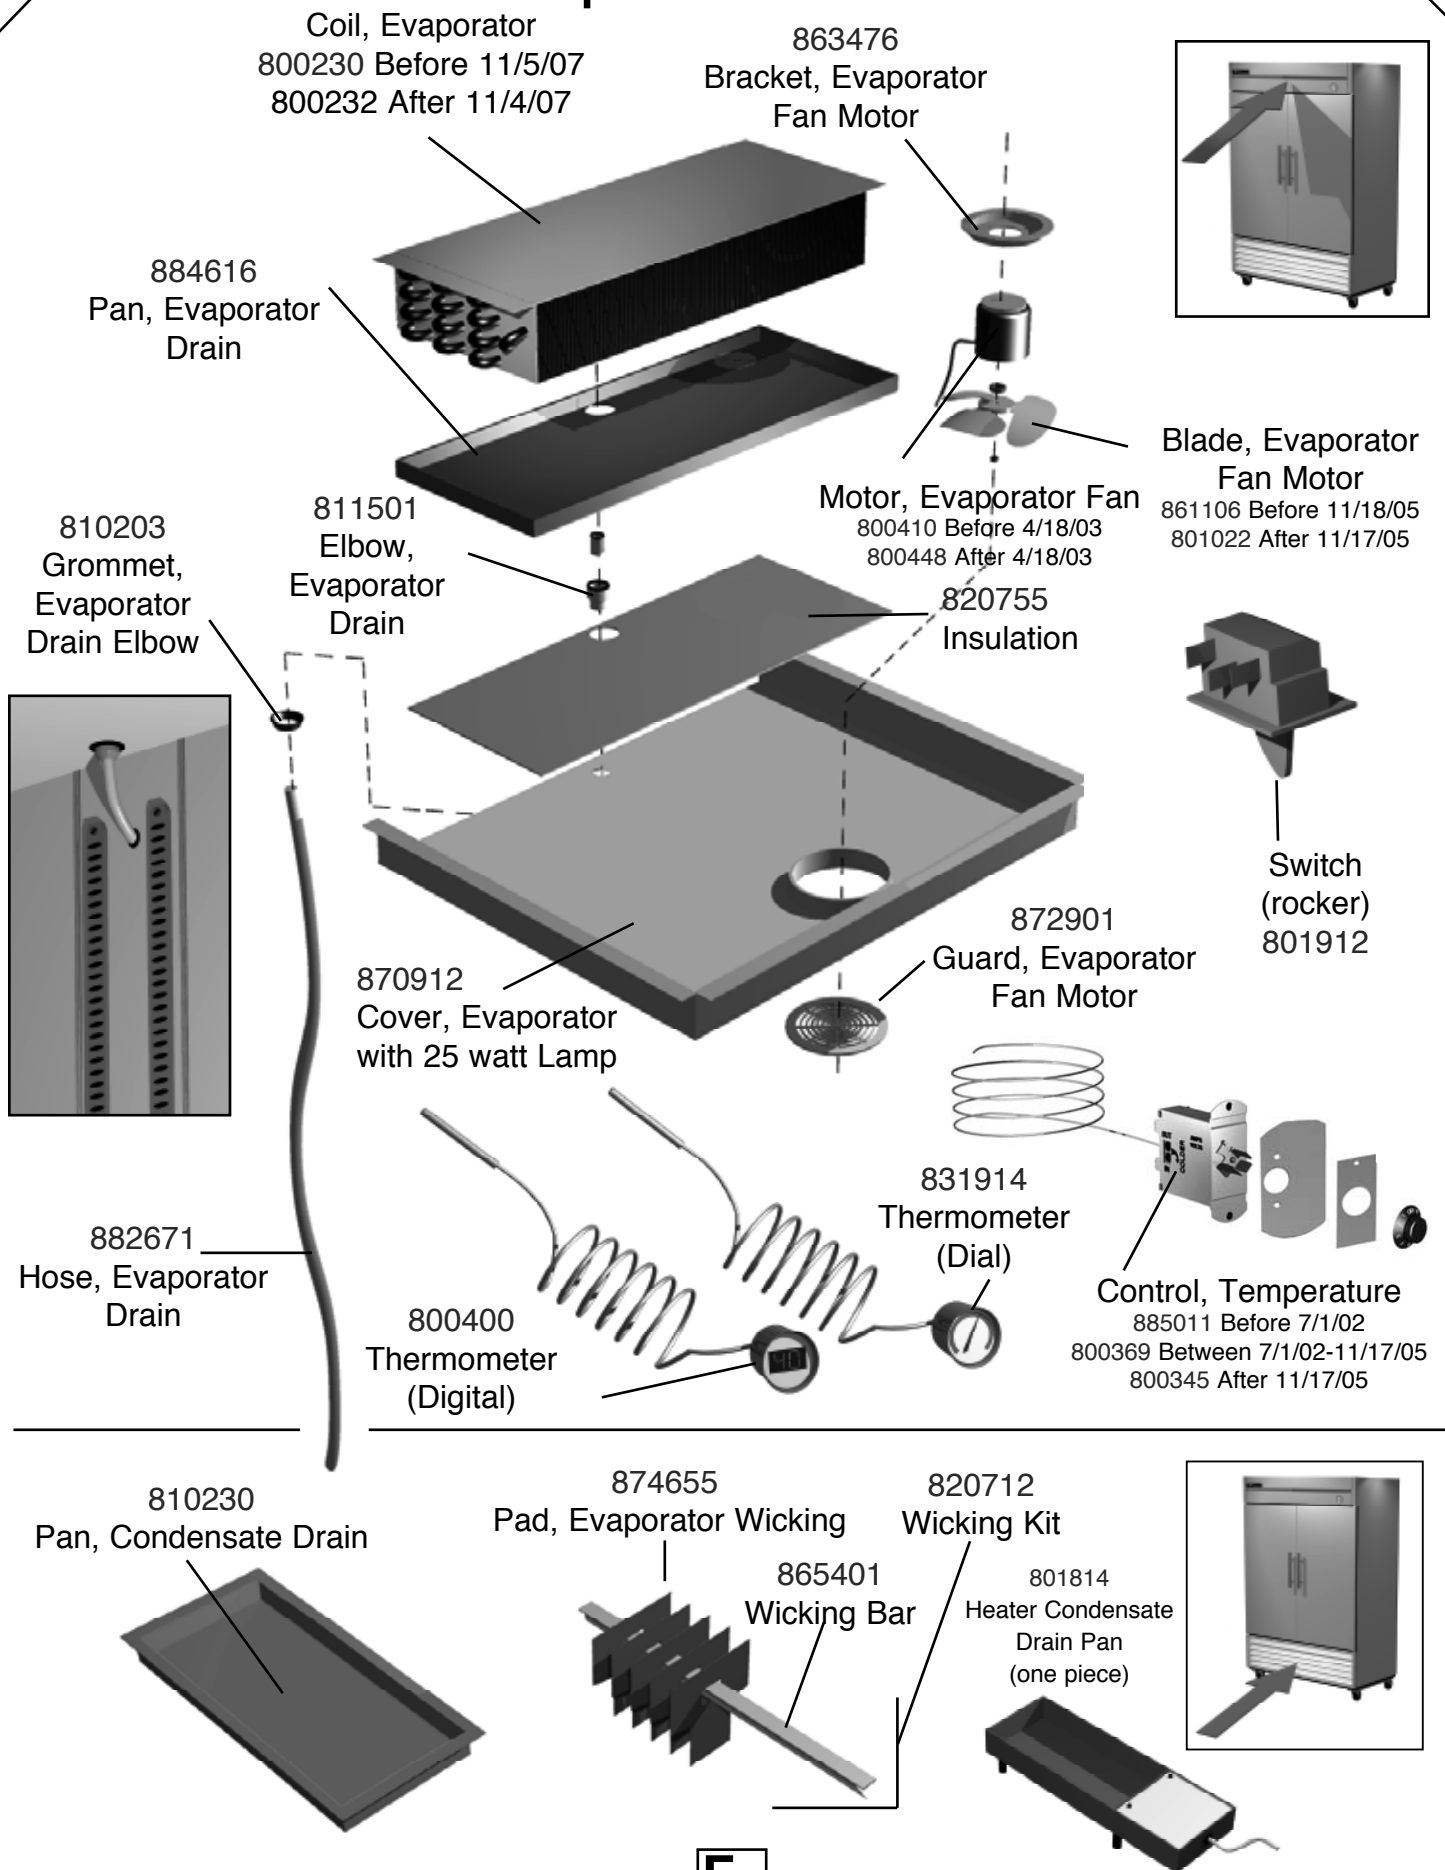 Coil, Evaporator
800230 Before 11/5/07
800232 After 11/4/07
863476
Bracket, Evaporator
Fan Motor
884616
Pan, Evaporator
Drain
Blade, Evaporator
Fan Motor
861106 Before 11/18/05
801022 After 11/17/05
Motor, Evaporator Fan
800410 Before 4/18/03
800448 After 4/18/03
811501
Elbow,
Evaporator
Drain
810203
Grommet,
Evaporator
Drain Elbow
820755
Insulation
Switch
(rocker)
801912
872901
Guard, Evaporator
Fan Motor
870912
Cover, Evaporator
with 25 watt Lamp
COLDER
831914
Thermometer
(Dial)
882671
Hose, Evaporator
Drain
800400
Thermometer
(Digital)
40
Control, Temperature
885011 Before 7/1/02
800369 Between 7/1/02-11/17/05
800345 After 11/17/05
810230
Pan, Condensate Drain
874655
Pad, Evaporator Wicking
820712
Wicking Kit
865401
Wicking Bar
801814
Heater Condensate
Drain Pan
(one piece)